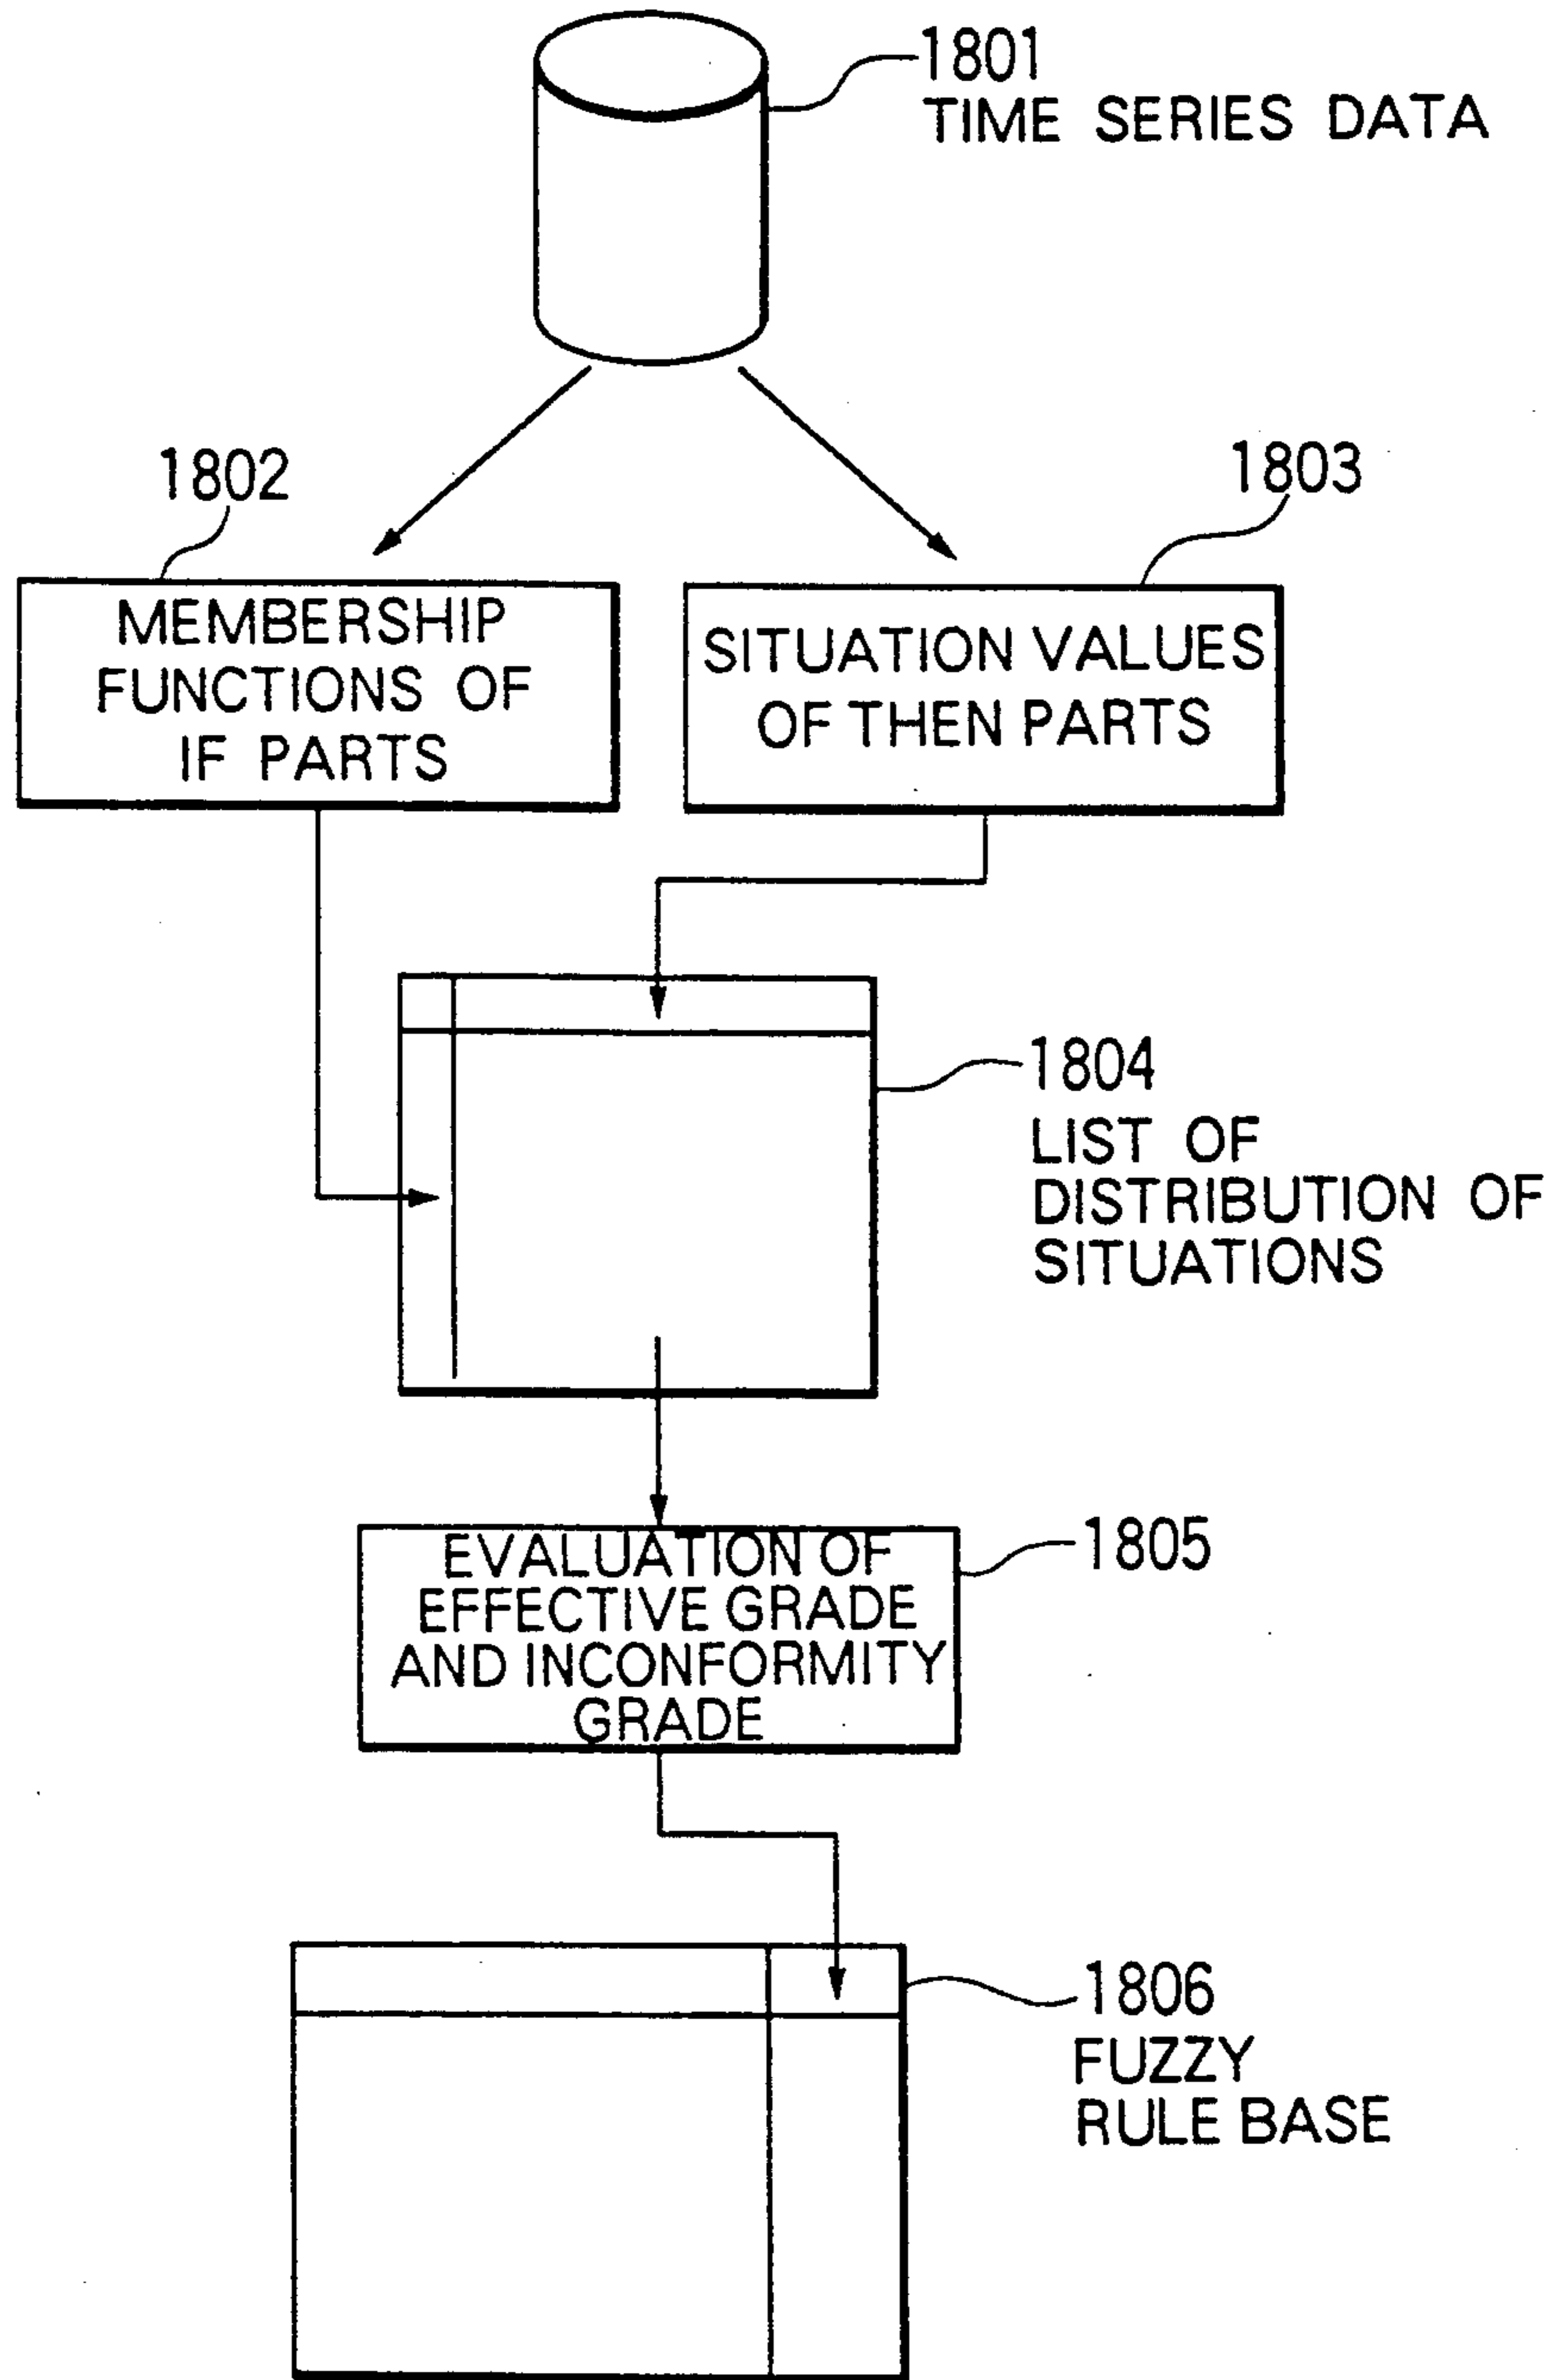 1801
TIME SERIES DATA
1802
1803
MEMBERSHIP
FUNCTIONS OF
IF PARTS
SITUATION VALUES
OF THEN PARTS
1804
LIST OF
DISTRIBUTION OF
SITUATIONS
EVALUATION OF
EFFECTIVE GRADE
AND INCONFORMITY
GRADE
1805
1806
FUZZY
RULE BASE